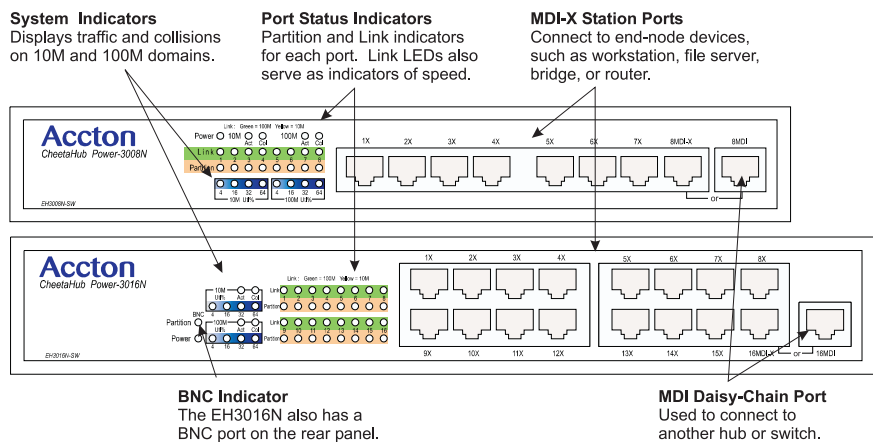 System Indicators
Displays traffic and collisions
on 10M and 100M domains.
Port Status Indicators
Partition and Link indicators
for each port. Link LEDs also
serve as indicators of speed.
MDI-X Station Ports
Connect to end-node devices,
such as workstation, file server,
bridge, or router.
Accton
CheetaHub Power-3008N
EH3008N-SW
Link : Green = 100M Yellow = 10M
Power 10M Act Col 100M Act Col
Link
1 2 3 4 5 6 7 8
Partition
4 16 32 64 4 16 32 64
10M Util% 100M Util%
1X 2X 3X 4X 5X 6X 7X 8MDI-X 8MDI
or
Accton
CheetaHub Power-3016N
EH3016N-SW
10M
Util% Act Col
4 16 32 64
BNC
Partition
100M
Util% Act Col
Power
4 16 32 64
Link : Green = 100M Yellow = 10M
Link
1 2 3 4 5 6 7 8
Partition
Link
9 10 11 12 13 14 15 16
Partition
1X 2X 3X 4X 5X 6X 7X 8X
9X 10X 11X 12X 13X 14X 15X 16MDI-X or 16MDI
BNC Indicator
The EH3016N also has a
BNC port on the rear panel.
MDI Daisy-Chain Port
Used to connect to
another hub or switch.